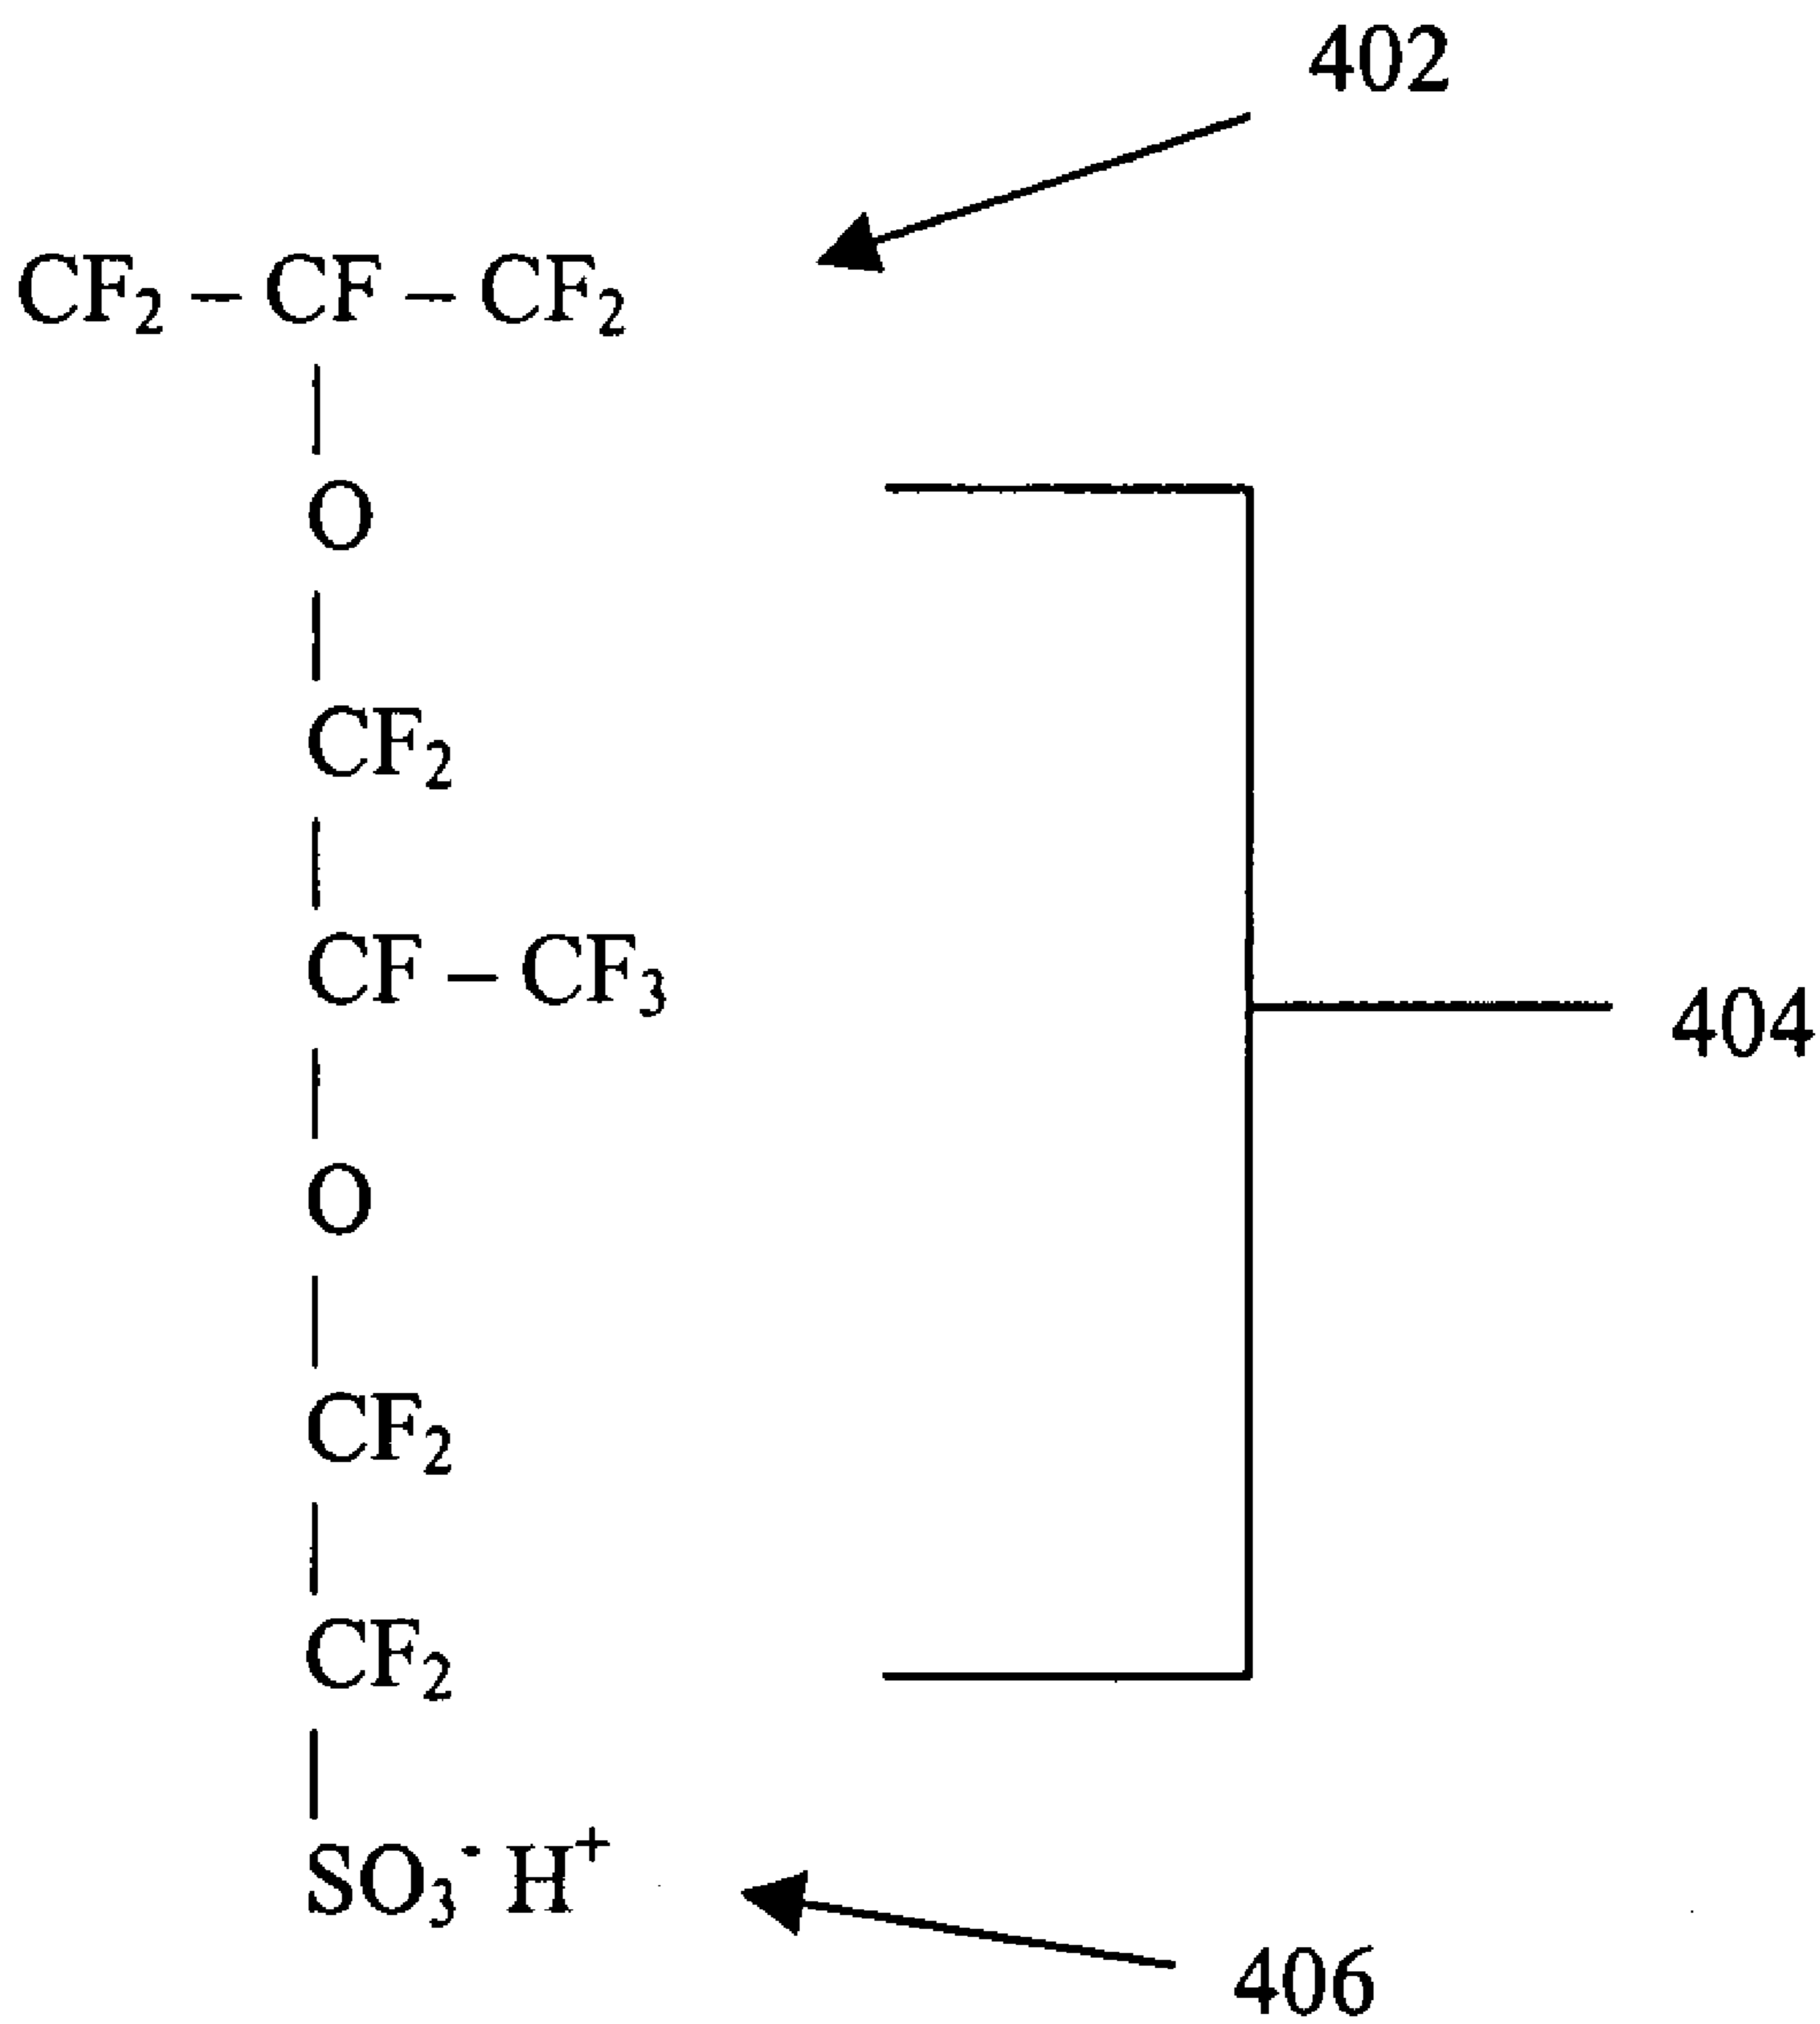 402
CF₂ – CF – CF₂
O
CF₂
CF – CF₃
404
O
CF₂
CF₂
SO₃⁻ H⁺
406